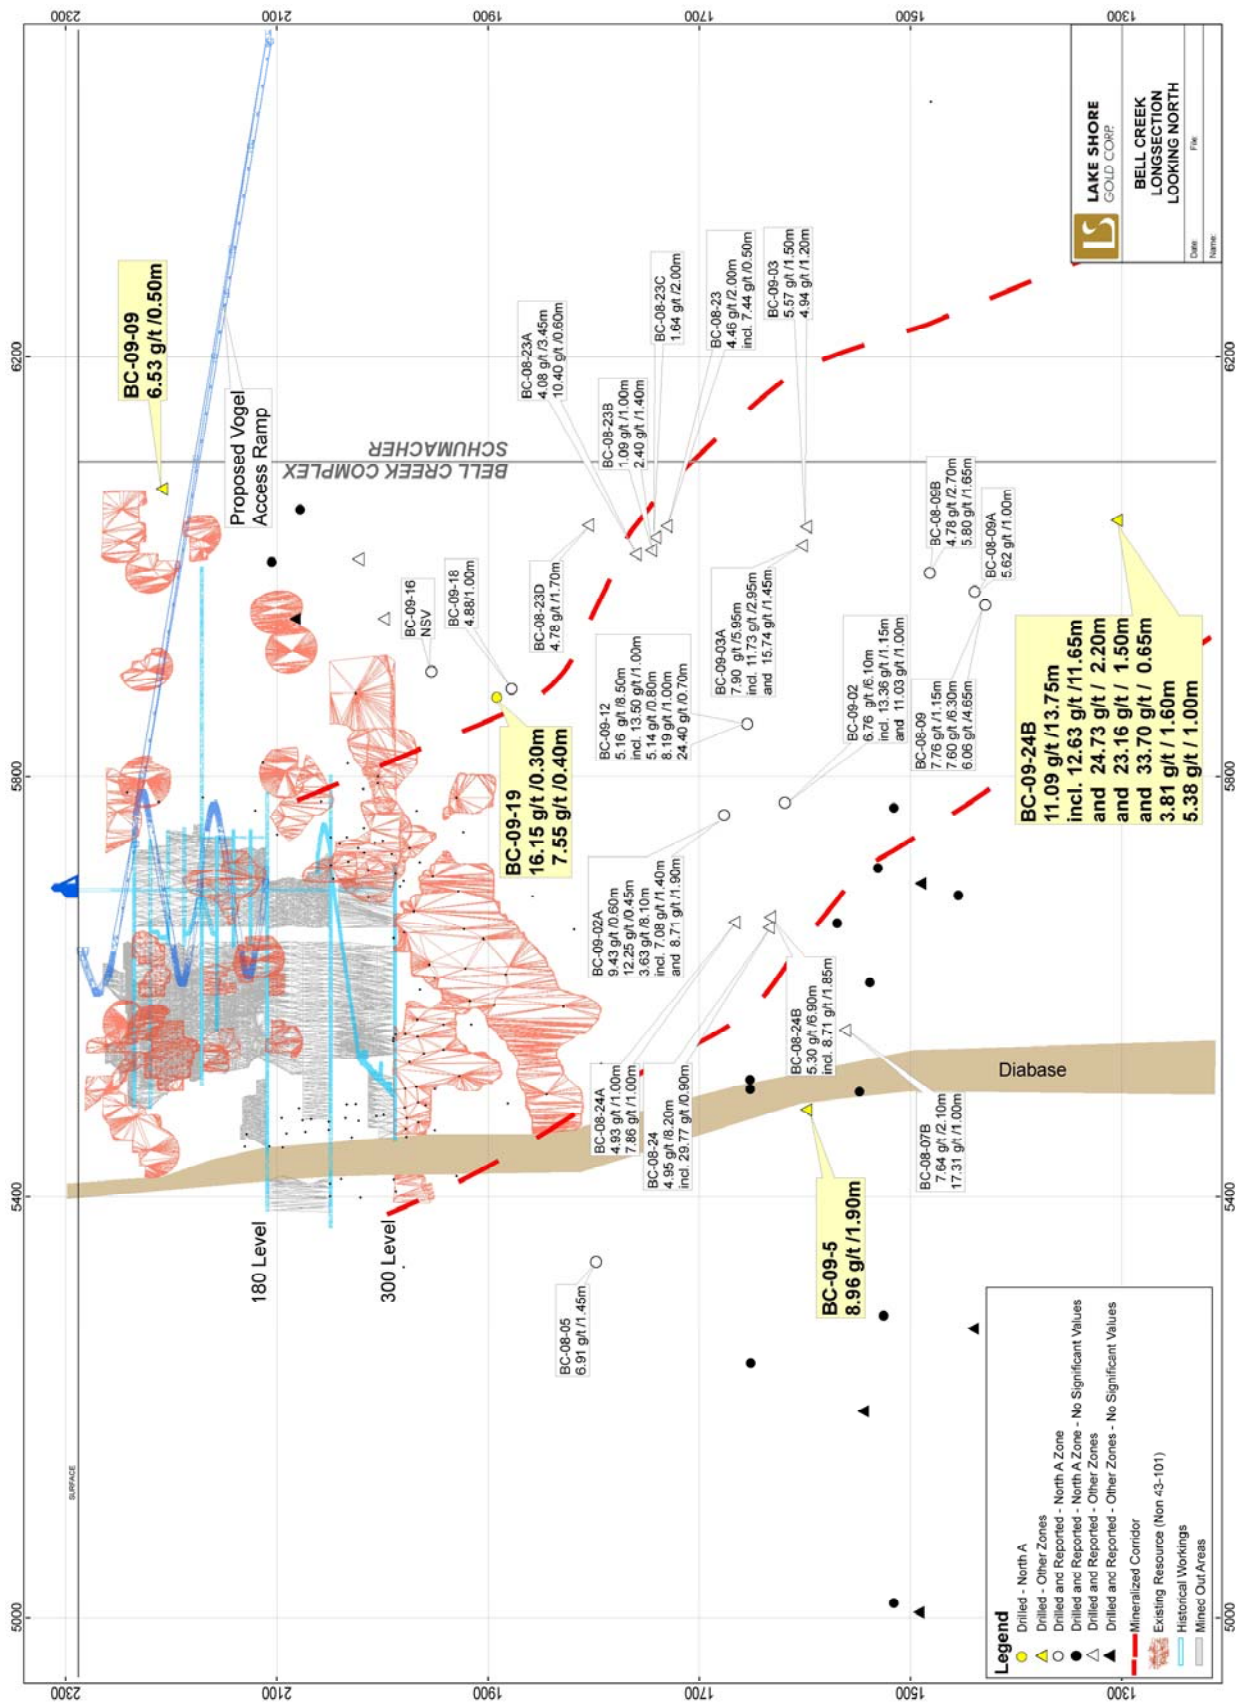 2300
2100
1900
1700
1500
1300
SURFACE
BC-09-09
6.53 g/t /0.50m
Proposed Vogel
Access Ramp
BELL CREEK COMPLEX
SCHUMACHER
180 Level
300 Level
BC-09-16
NSV
BC-09-18
4.88/1.00m
BC-09-19
16.15 g/t /0.30m
7.55 g/t /0.40m
BC-08-23D
4.78 g/t /1.70m
BC-08-23A
4.08 g/t /3.45m
10.40 g/t /0.60m
BC-08-23B
1.09 g/t /1.00m
2.40 g/t /1.40m
BC-08-23C
1.64 g/t /2.00m
BC-08-23
4.46 g/t /2.00m
incl. 7.44 g/t /0.50m
BC-09-03
5.57 g/t /1.50m
4.94 g/t /1.20m
BC-09-12
5.16 g/t /8.50m
incl. 13.50 g/t /1.00m
5.14 g/t /0.80m
8.19 g/t /1.00m
24.40 g/t /0.70m
BC-09-03A
7.90 g/t /5.95m
incl. 11.73 g/t /2.95m
and 15.74 g/t /1.45m
BC-09-02
6.76 g/t /6.10m
incl. 13.36 g/t /1.15m
and 11.03 g/t /1.00m
BC-08-09B
4.78 g/t /2.70m
5.80 g/t /1.65m
BC-08-09A
5.62 g/t /1.00m
BC-08-09
7.76 g/t /1.15m
7.60 g/t /6.30m
6.06 g/t /4.65m
BC-09-24B
11.09 g/t /13.75m
incl. 12.63 g/t /11.65m
and 24.73 g/t / 2.20m
and 23.16 g/t / 1.50m
and 33.70 g/t / 0.65m
3.81 g/t / 1.60m
5.38 g/t / 1.00m
BC-09-02A
9.43 g/t /0.60m
12.25 g/t /0.45m
3.63 g/t /8.10m
incl. 7.08 g/t /1.40m
and 8.71 g/t /1.90m
BC-08-24A
4.93 g/t /1.00m
7.86 g/t /1.00m
BC-08-24
4.95 g/t /8.20m
incl. 29.77 g/t /0.90m
BC-08-24B
5.30 g/t /6.90m
incl. 8.71 g/t /1.85m
BC-08-07B
7.64 g/t /2.10m
17.31 g/t /1.00m
Diabase
BC-09-5
8.96 g/t /1.90m
BC-08-05
6.91 g/t /1.45m
Legend
Drilled - North A
Drilled - Other Zones
Drilled and Reported - North A Zone
Drilled and Reported - North A Zone - No Significant Values
Drilled and Reported - Other Zones
Drilled and Reported - Other Zones - No Significant Values
Mineralized Corridor
Existing Resource (Non 43-101)
Historical Workings
Mined Out Areas
LS
LAKE SHORE
GOLD CORP.
BELL CREEK
LONGSECTION
LOOKING NORTH
Date:
File:
Name:
5000
5400
5800
6200
5000
5400
5800
6200
2300
2100
1900
1700
1500
1300